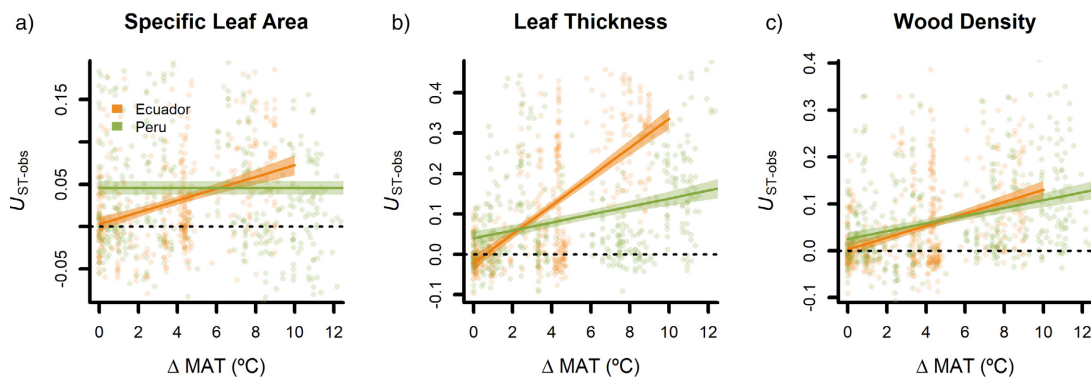 a) Specific Leaf Area
b) Leaf Thickness
c) Wood Density
U ST-obs
0.15
0.05
-0.05
Ecuador
Peru
0 2 4 6 8 10 12
Δ MAT (ºC)
U ST-obs
0.4
0.3
0.2
0.1
0.0
-0.1
0 2 4 6 8 10 12
Δ MAT (ºC)
U ST-obs
0.4
0.3
0.2
0.1
0.0
-0.1
0 2 4 6 8 10 12
Δ MAT (ºC)